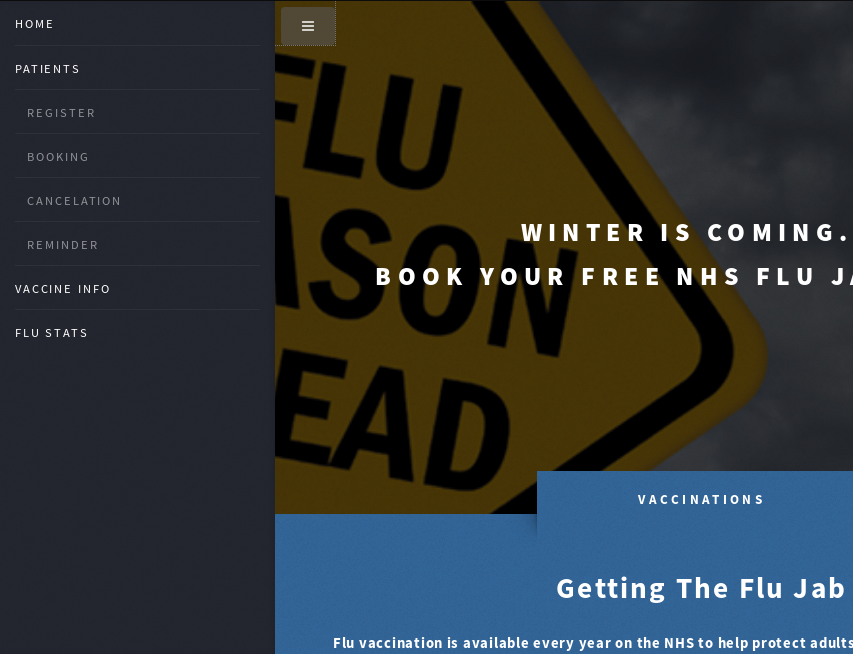 HOME
PATIENTS
REGISTER
BOOKING
CANCELATION
REMINDER
VACCINE INFO
FLU STATS
FLU
ASON
EAD
WINTER IS COMING.
BOOK YOUR FREE NHS FLU
VACCINATIONS
Getting The Flu Jab
Flu vaccination is available every year on the NHS to help protect adults